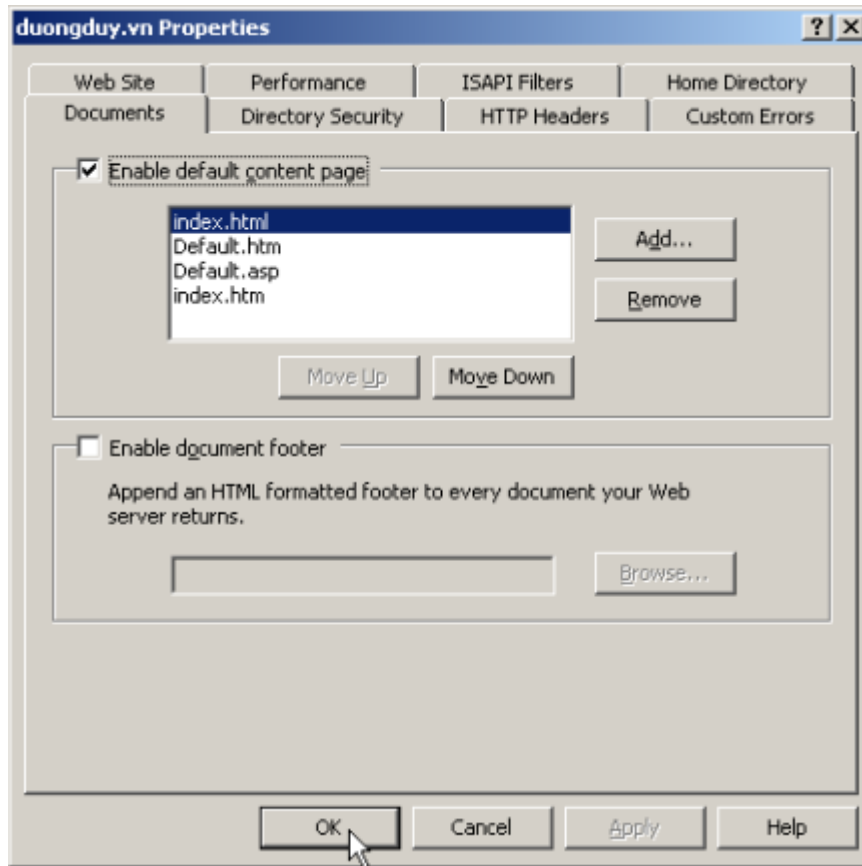 duongduy.vn Properties
Web Site
Performance
ISAPI Filters
Home Directory
Documents
Directory Security
HTTP Headers
Custom Errors
Enable default content page
index.html
Default.htm
Default.asp
index.htm
Add...
Remove
Move Up
Move Down
Enable document footer
Append an HTML formatted footer to every document your Web
server returns.
Browse...
OK
Cancel
Apply
Help